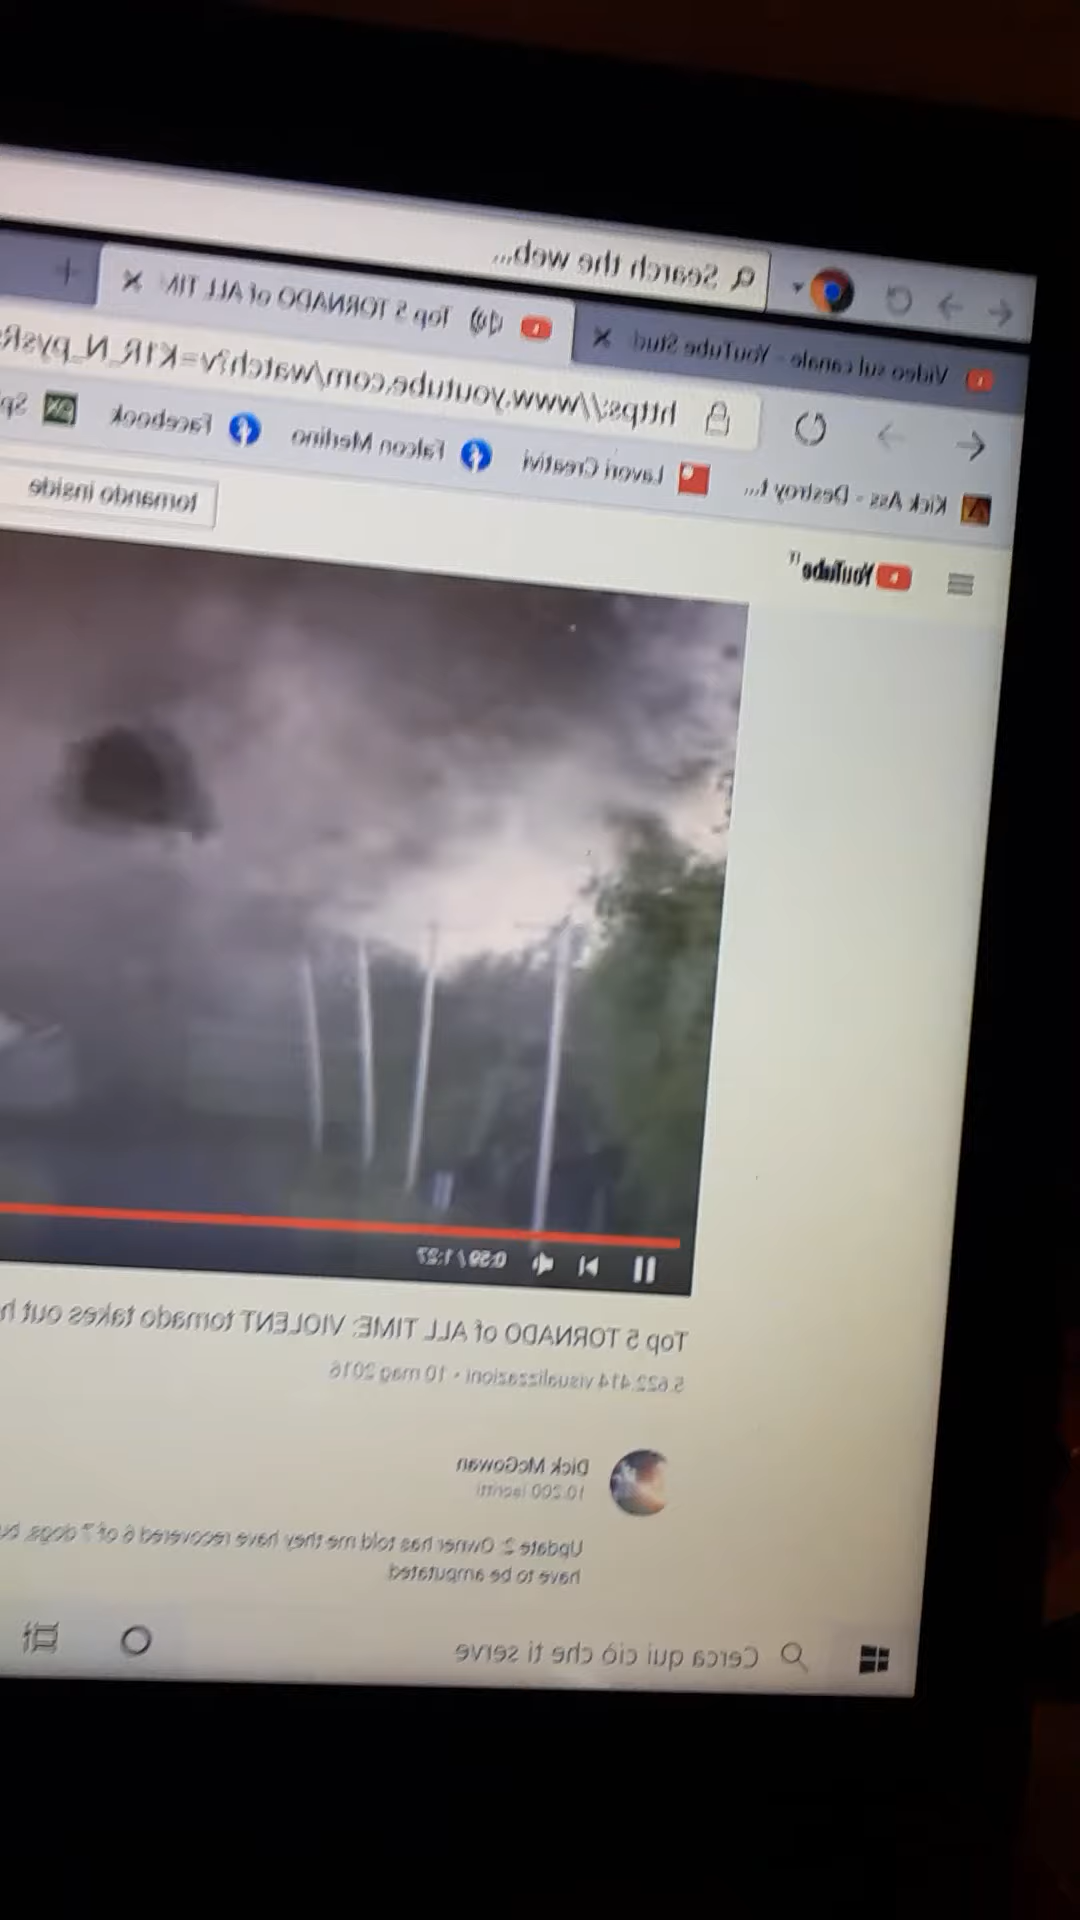 Search the web...
Video sul canale - YouTube Stud
Top 5 TORNADO of ALL TIM
https://www.youtube.com/watch?v=K1R_N_pysR
Kick Ass - Destroy t...
Lavori Creativi
Falcon Merlino
Facebook
Sp
YouTube IT
tornando inside
0:59 / 1:27
Top 5 TORNADO of ALL TIME: VIOLENT tornado takes out h
5.622.414 visualizzazioni • 10 mag 2016
Dick McGowan
10.200 iscritti
Update 2: Owner has told me they have recovered 6 of 7 dogs, bu
have to be amputated
Cerca qui ciò che ti serve